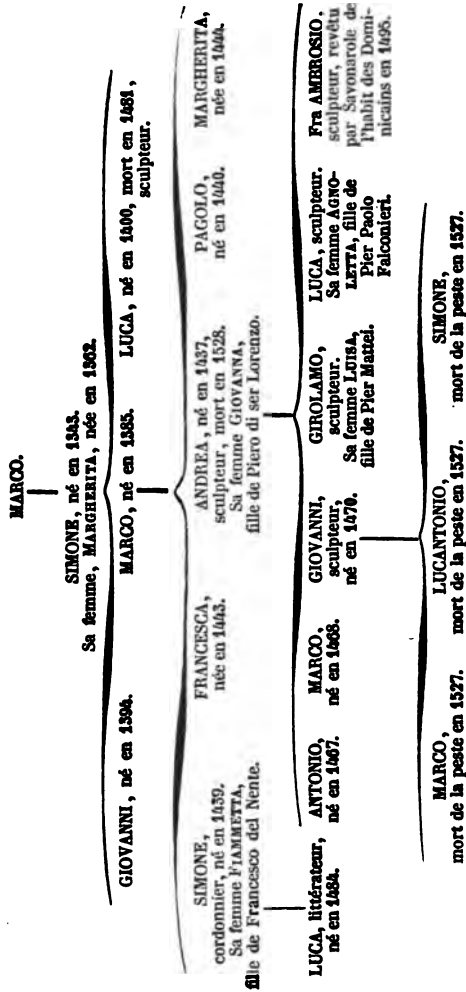 MARCO.
SIMONE, né en 1343.
Sa femme, MARGHERITA, née en 1362.
GIOVANNI, né en 1394.
MARCO, né en 1385.
LUCA, né en 1400, mort en 1481,
sculpteur.
SIMONE,
cordonnier, né en 1439.
Sa femme FIAMMETTA,
fille de Francesco del Nente.
FRANCESCA,
née en 1443.
ANDREA, né en 1437,
sculpteur, mort en 1528.
Sa femme GIOVANNA,
fille de Piero di ser Lorenzo.
PAGOLO,
né en 1440.
MARGHERITA,
née en 1444.
LUCA, littérateur,
né en 1484.
ANTONIO,
né en 1467.
MARCO,
né en 1468.
GIOVANNI,
sculpteur,
né en 1470.
GIROLAMO,
sculpteur.
Sa femme LUISA,
fille de Pier Mattei.
LUCA, sculpteur.
Sa femme AGNO-
LETTA, fille de
Pier Paolo
Falconieri.
Fra AMBROSIO,
sculpteur, revêtu
par Savonarole de
l'habit des Domi-
nicains en 1495.
MARCO,
mort de la peste en 1527.
LUCANTONIO,
mort de la peste en 1527.
SIMONE,
mort de la peste en 1527.